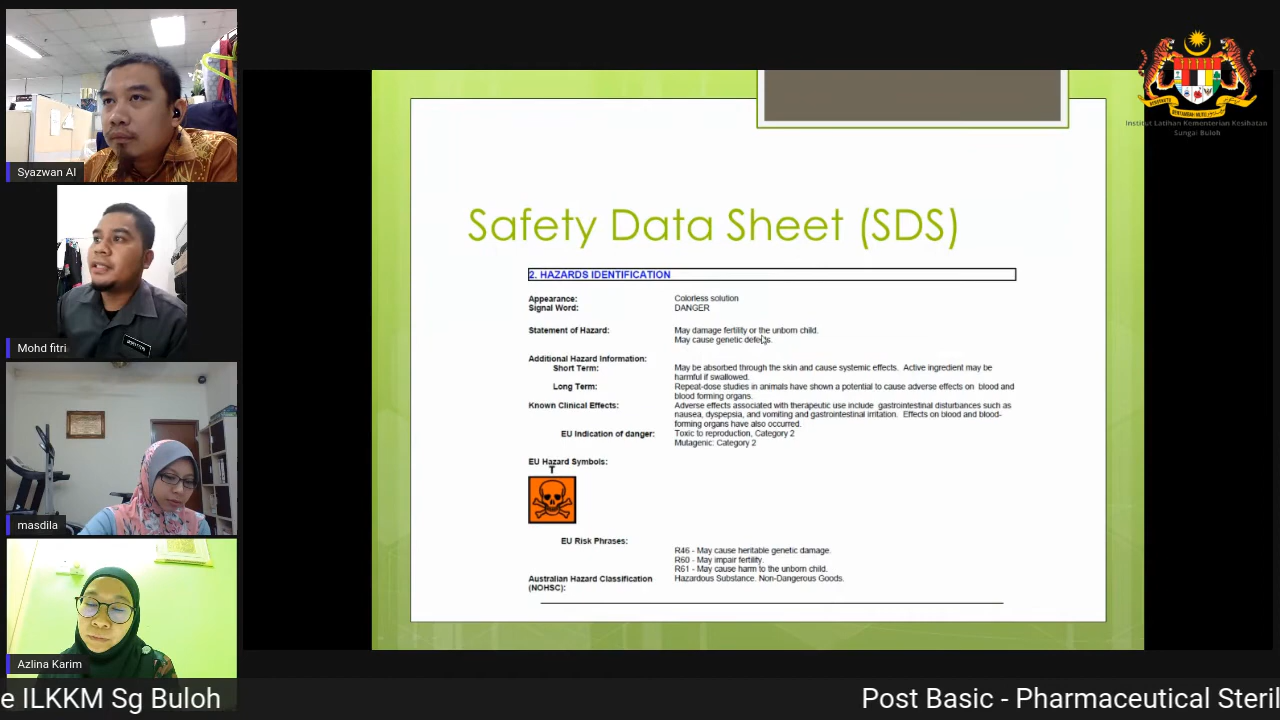 Syazwan Al
Mohd fitri
masdila
Azlina Karim
Institut Latihan Kementerian Kesihatan
Sungai Buloh
Safety Data Sheet (SDS)
2. HAZARDS IDENTIFICATION
Appearance: Colorless solution
Signal Word: DANGER
Statement of Hazard: May damage fertility or the unborn child.
May cause genetic defects.
Additional Hazard Information:
Short Term: May be absorbed through the skin and cause systemic effects. Active ingredient may be
harmful if swallowed.
Long Term: Repeat-dose studies in animals have shown a potential to cause adverse effects on blood and
blood forming organs.
Known Clinical Effects: Adverse effects associated with therapeutic use include gastrointestinal disturbances such as
nausea, dyspepsia, and vomiting and gastrointestinal irritation. Effects on blood and blood-
forming organs have also occurred.
EU Indication of danger: Toxic to reproduction, Category 2
Mutagenic: Category 2
EU Hazard Symbols:
T
EU Risk Phrases:
R46 - May cause heritable genetic damage.
R60 - May impair fertility.
R61 - May cause harm to the unborn child.
Australian Hazard Classification Hazardous Substance. Non-Dangerous Goods.
(NOHSC):
e ILKKM Sg Buloh
Post Basic - Pharmaceutical Steril